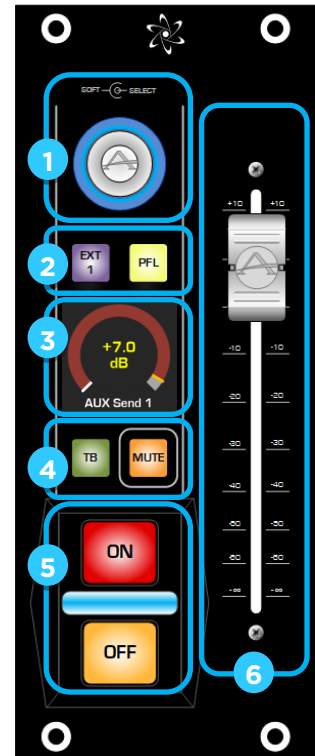 SOFT SELECT
1
2
EXT
1
PFL
3
+7.0
dB
AUX Send 1
4
TB
MUTE
5
ON
OFF
+10 +10
-10 -10
-20 -20
-30 -30
-40 -40
-50 -50
-60 -60
-∞ -∞
6